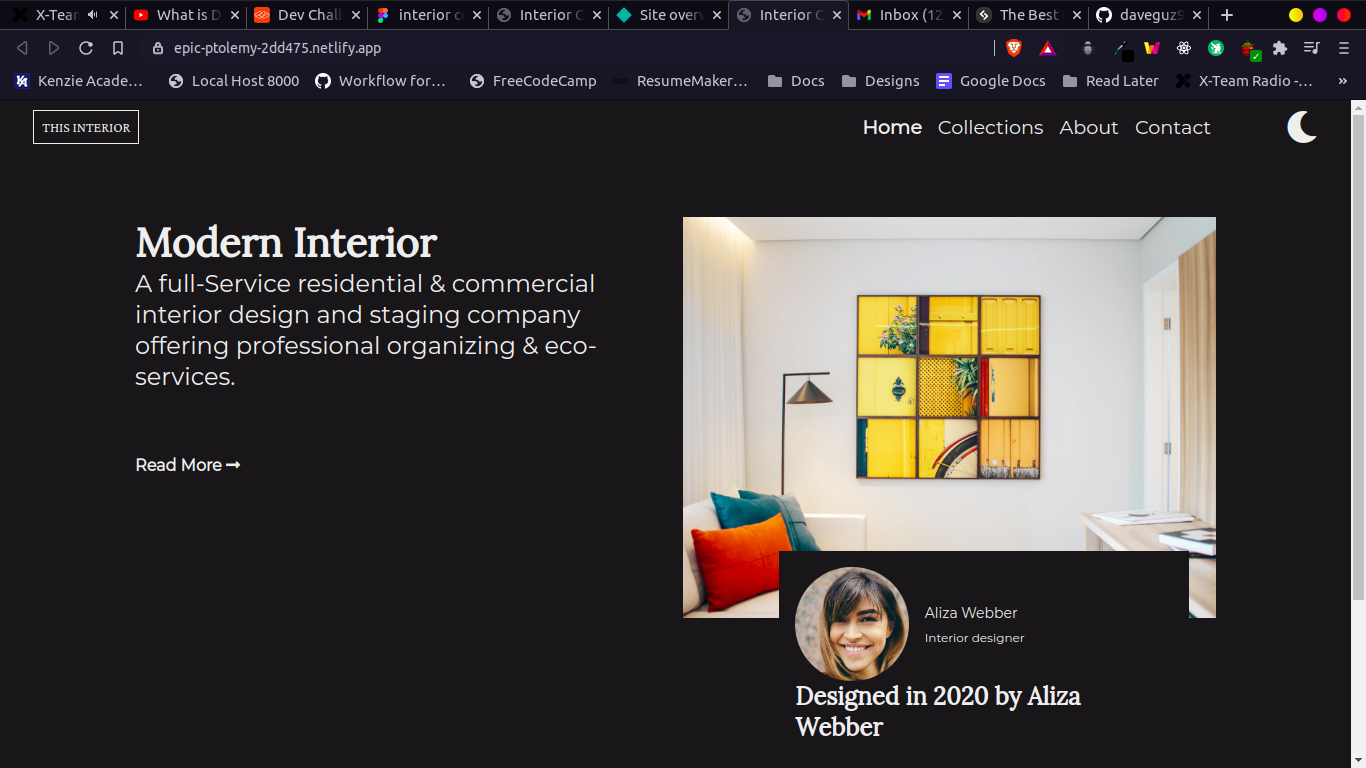 X-Tean
What is D
Dev Chall
interior c
Interior C
Site over
Interior C
Inbox (12
The Best
daveguz
epic-ptolemy-2dd475.netlify.app
Kenzie Acade…
Local Host 8000
Workflow for…
FreeCodeCamp
ResumeMaker…
Docs
Designs
Google Docs
Read Later
X-Team Radio -…
»
THIS INTERIOR
Home Collections About Contact
Modern Interior
A full-Service residential & commercial
interior design and staging company
offering professional organizing & eco-
services.
Read More
Aliza Webber
Interior designer
Designed in 2020 by Aliza
Webber